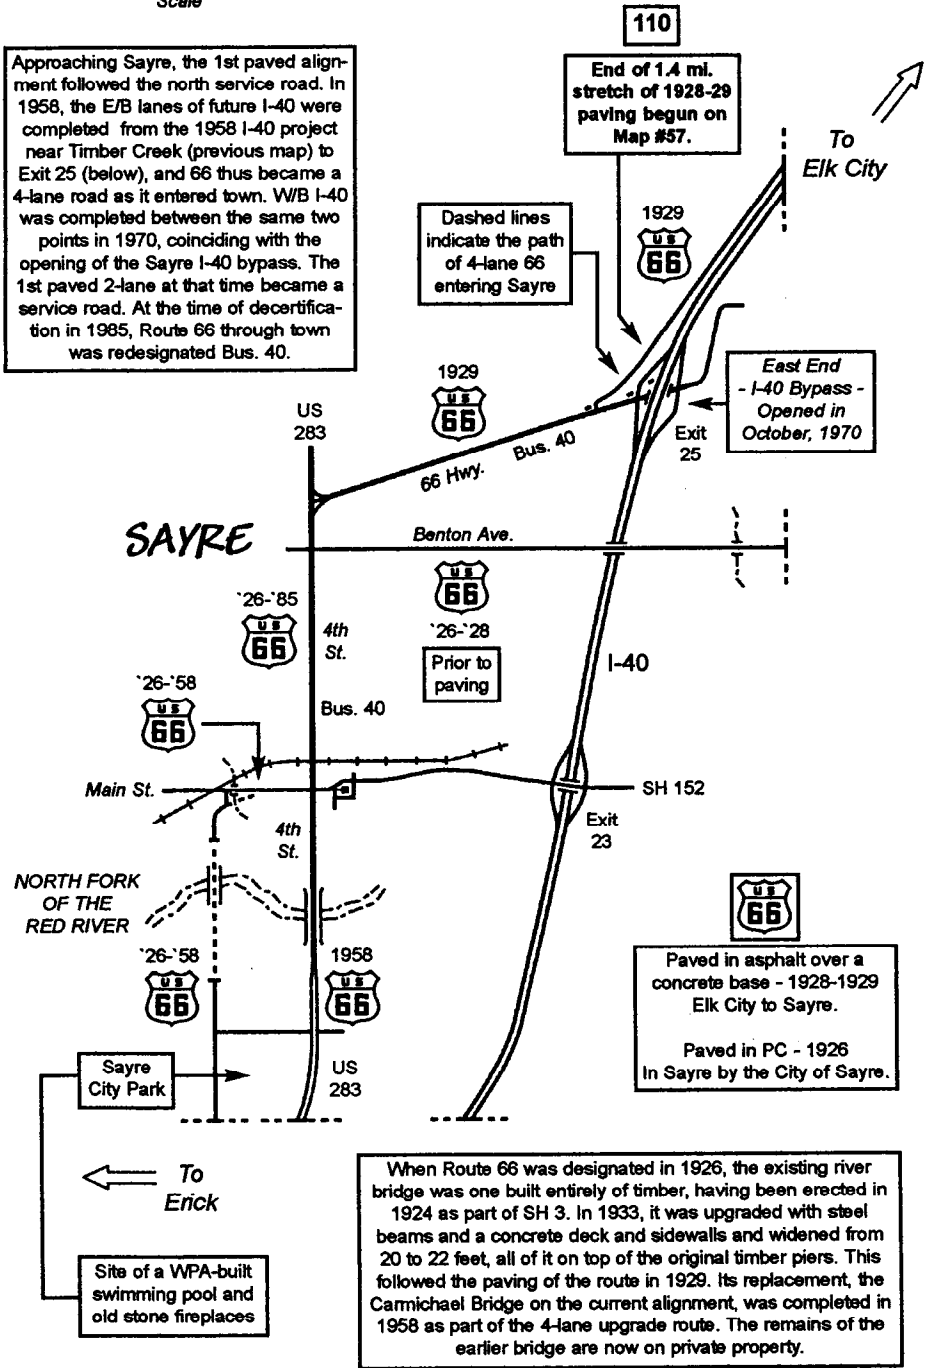 Scale
110
Approaching Sayre, the 1st paved align-
ment followed the north service road. In
1958, the E/B lanes of future I-40 were
completed from the 1958 I-40 project
near Timber Creek (previous map) to
Exit 25 (below), and 66 thus became a
4-lane road as it entered town. W/B I-40
was completed between the same two
points in 1970, coinciding with the
opening of the Sayre I-40 bypass. The
1st paved 2-lane at that time became a
service road. At the time of decertifica-
tion in 1985, Route 66 through town
was redesignated Bus. 40.
End of 1.4 mi.
stretch of 1928-29
paving begun on
Map #57.
To
Elk City
Dashed lines
indicate the path
of 4-lane 66
entering Sayre
1929
US
66
East End
- I-40 Bypass -
Opened in
October, 1970
1929
US
66
US
283
66 Hwy.
Bus. 40
Exit
25
SAYRE
Benton Ave.
US
66
'26-'28
Prior to
paving
'26-'85
US
66
4th
St.
I-40
'26-'58
US
66
Bus. 40
Main St.
SH 152
4th
St.
Exit
23
NORTH FORK
OF THE
RED RIVER
'26-'58
US
66
1958
US
66
US
66
Paved in asphalt over a
concrete base - 1928-1929
Elk City to Sayre.
Paved in PC - 1926
In Sayre by the City of Sayre.
Sayre
City Park
US
283
To
Erick
Site of a WPA-built
swimming pool and
old stone fireplaces
When Route 66 was designated in 1926, the existing river
bridge was one built entirely of timber, having been erected in
1924 as part of SH 3. In 1933, it was upgraded with steel
beams and a concrete deck and sidewalls and widened from
20 to 22 feet, all of it on top of the original timber piers. This
followed the paving of the route in 1929. Its replacement, the
Carmichael Bridge on the current alignment, was completed in
1958 as part of the 4-lane upgrade route. The remains of the
earlier bridge are now on private property.